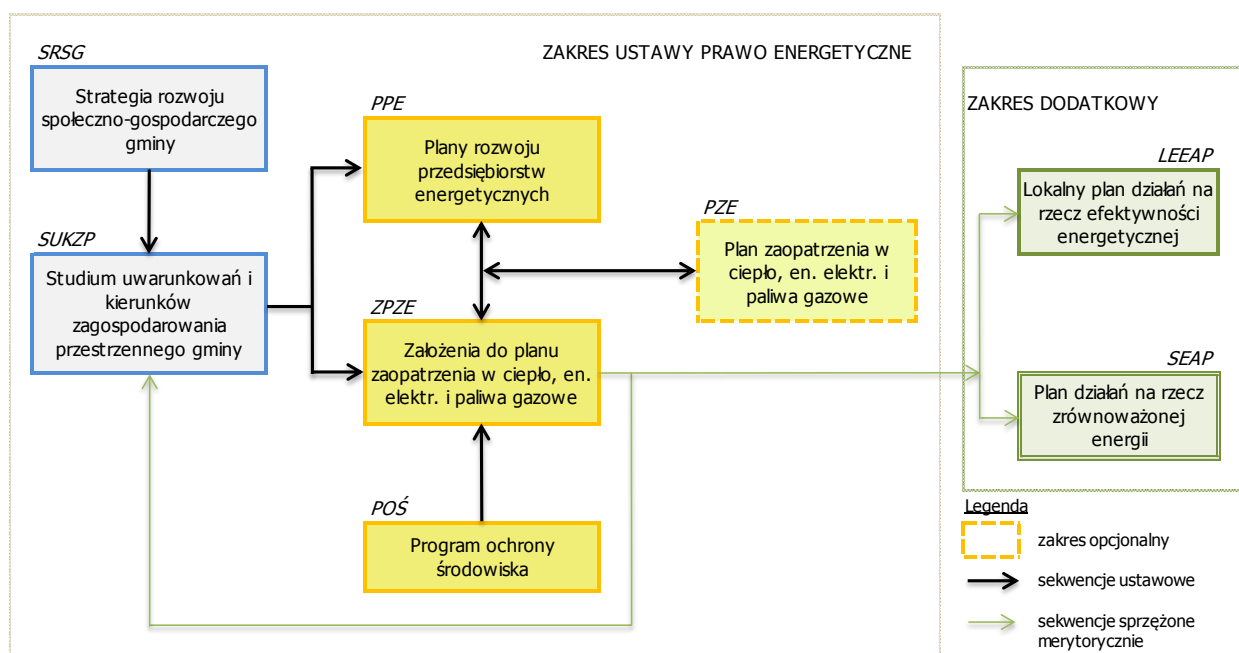 ZAKRES USTAWY PRAWO ENERGETYCZNE
SRSG
Strategia rozwoju
społeczno-gospodarczego
gminy
SUKZP
Studium uwarunkowań i
kierunków
zagospodarowania
przestrzennego gminy
PPE
Plany rozwoju
przedsiębiorstw
energetycznych
PZE
Plan zaopatrzenia w
ciepło, en. elektr. i
paliwa gazowe
ZPZE
Założenia do planu
zaopatrzenia w ciepło, en.
elektr. i paliwa gazowe
POŚ
Program ochrony
środowiska
ZAKRES DODATKOWY
LEEAP
Lokalny plan działań na
rzecz efektywności
energetycznej
SEAP
Plan działań na rzecz
zrównoważonej
energii
Legenda
zakres opcjonalny
sekwencje ustawowe
sekwencje sprzężone
merytorycznie